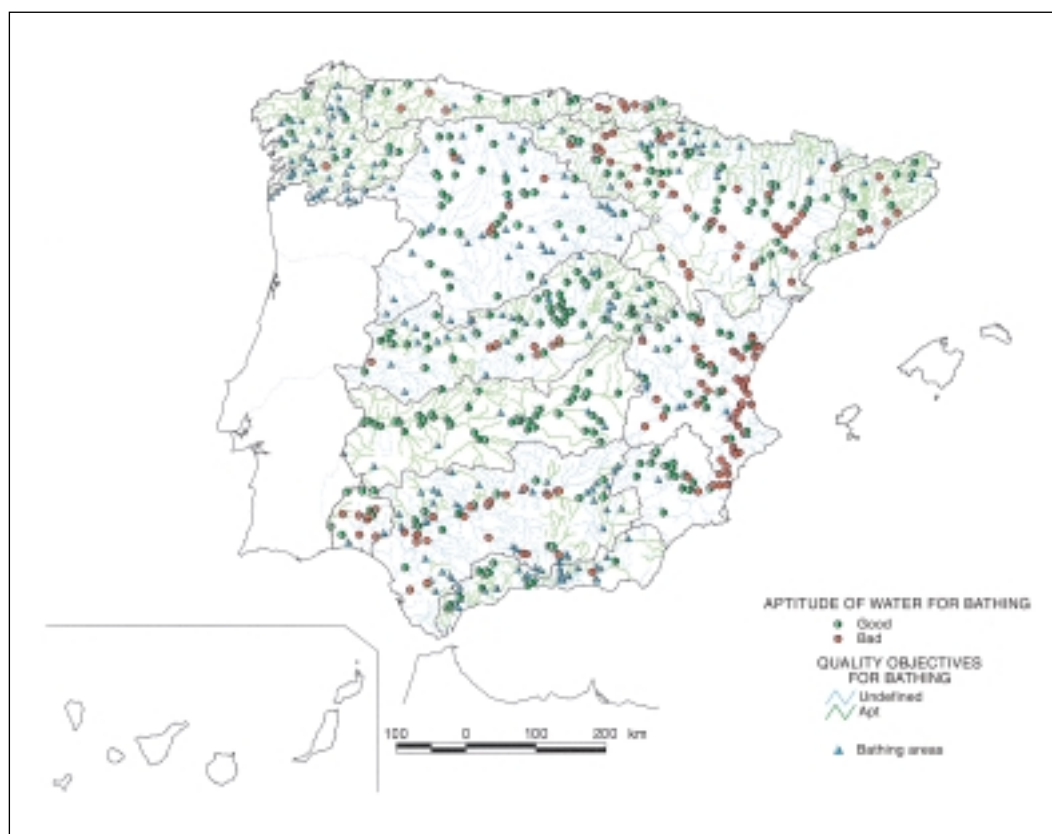 APTITUDE OF WATER FOR BATHING
Good
Bad
QUALITY OBJECTIVES
FOR BATHING
Undefined
Apt
Bathing areas
100 0 100 200 km